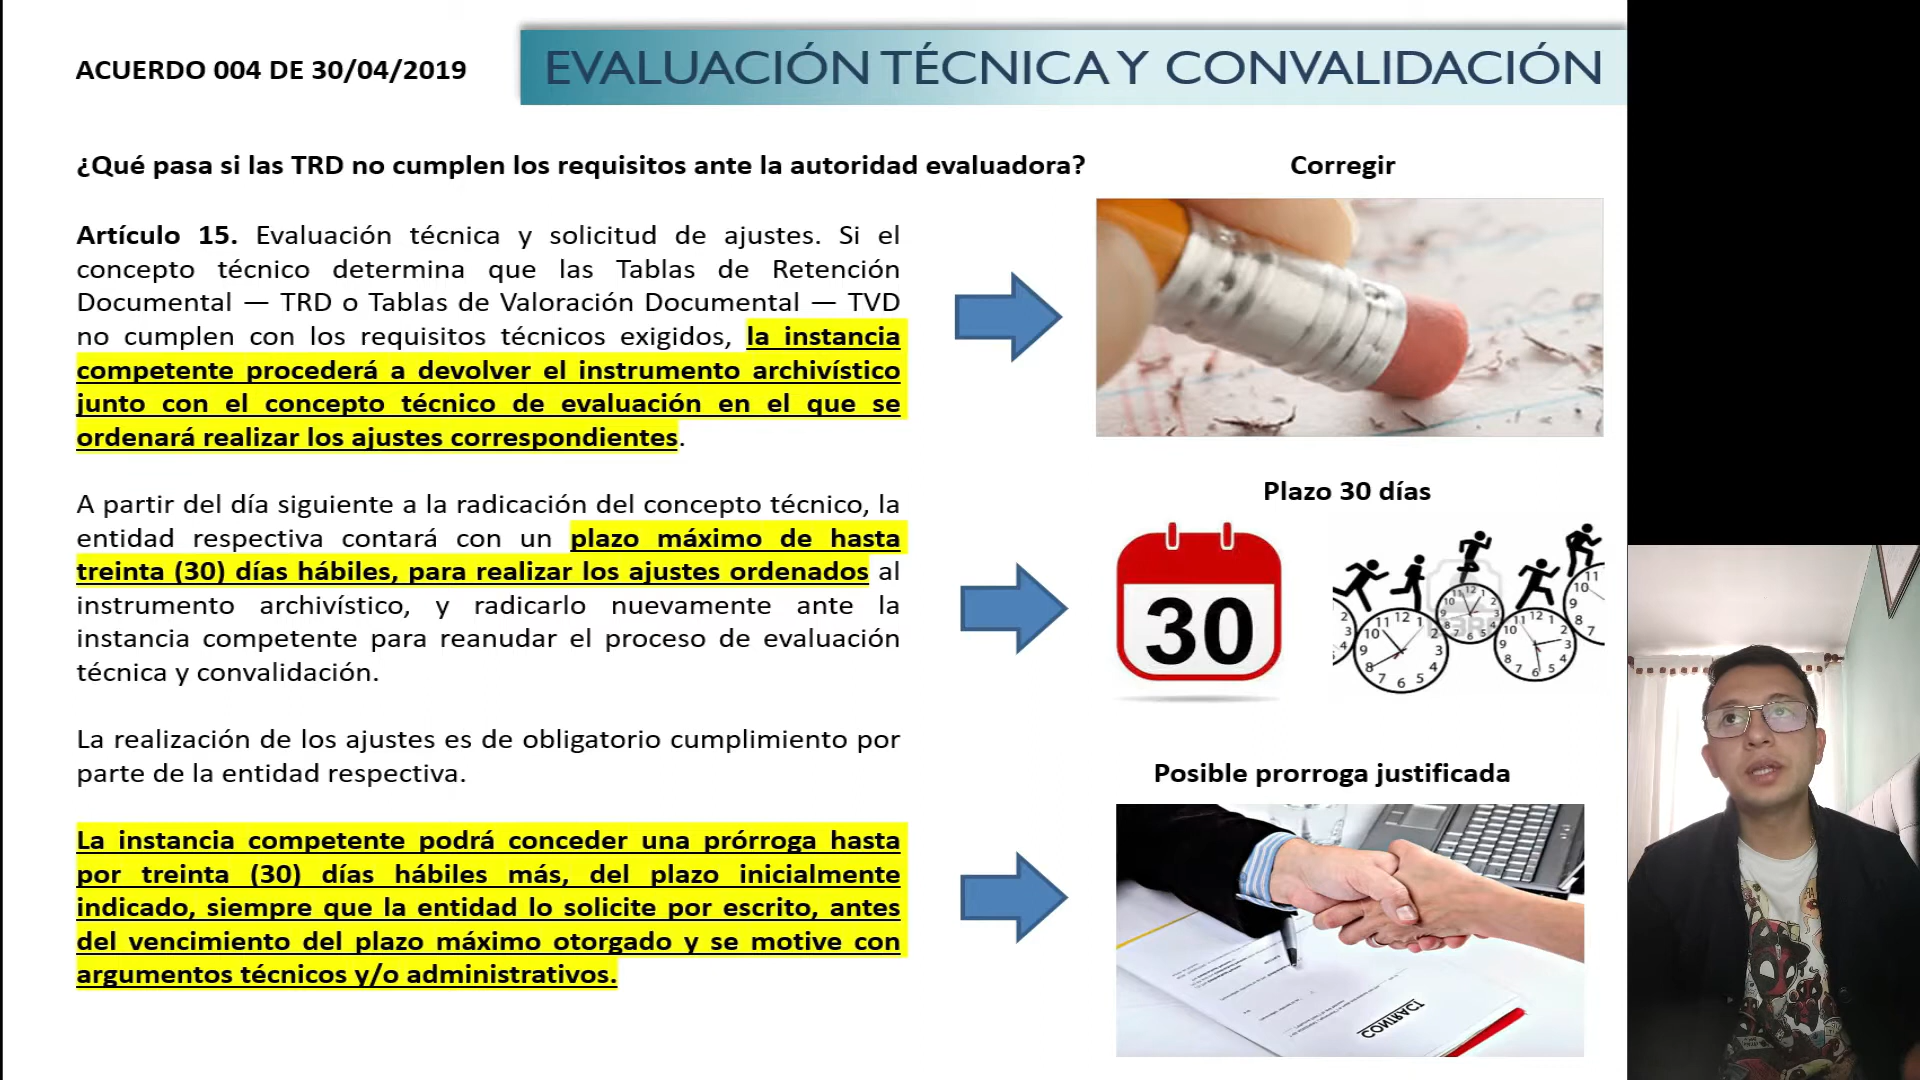 ACUERDO 004 DE 30/04/2019
EVALUACIÓN TÉCNICA Y CONVALIDACIÓN
¿Qué pasa si las TRD no cumplen los requisitos ante la autoridad evaluadora?
Artículo 15. Evaluación técnica y solicitud de ajustes. Si el
concepto técnico determina que las Tablas de Retención
Documental — TRD o Tablas de Valoración Documental — TVD
no cumplen con los requisitos técnicos exigidos, la instancia
competente procederá a devolver el instrumento archivístico
junto con el concepto técnico de evaluación en el que se
ordenará realizar los ajustes correspondientes.
A partir del día siguiente a la radicación del concepto técnico, la
entidad respectiva contará con un plazo máximo de hasta
treinta (30) días hábiles, para realizar los ajustes ordenados al
instrumento archivístico, y radicarlo nuevamente ante la
instancia competente para reanudar el proceso de evaluación
técnica y convalidación.
La realización de los ajustes es de obligatorio cumplimiento por
parte de la entidad respectiva.
La instancia competente podrá conceder una prórroga hasta
por treinta (30) días hábiles más, del plazo inicialmente
indicado, siempre que la entidad lo solicite por escrito, antes
del vencimiento del plazo máximo otorgado y se motive con
argumentos técnicos y/o administrativos.
Corregir
Plazo 30 días
30
Posible prorroga justificada
CONTRACT